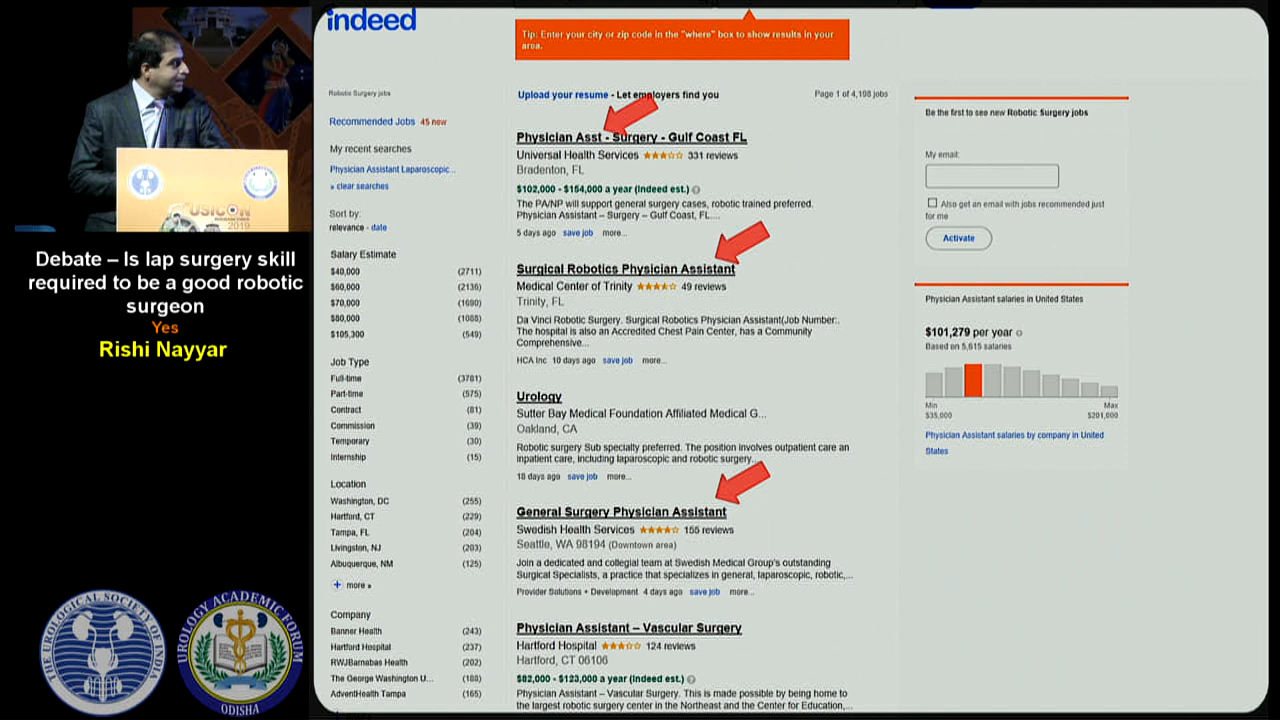 indeed
Tip: Enter your city or zip code in the "where" box to show results in your
area.
Robotic Surgery jobs
Recommended Jobs 45 new
My recent searches
Physician Assistant Laparoscopic...
» clear searches
Sort by:
relevance - date
Salary Estimate
$40,000 (2711)
$60,000 (2136)
$70,000 (1690)
$80,000 (1088)
$105,300 (549)
Job Type
Full-time (3781)
Part-time (575)
Contract (81)
Commission (39)
Temporary (30)
Internship (15)
Location
Washington, DC (255)
Hartford, CT (229)
Tampa, FL (204)
Livingston, NJ (203)
Albuquerque, NM (125)
+ more »
Company
Banner Health (243)
Hartford Hospital (237)
RWJBarnabas Health (202)
The George Washington U... (188)
AdventHealth Tampa (165)
Upload your resume - Let employers find you
Page 1 of 4,198 jobs
Physician Asst - Surgery - Gulf Coast FL
Universal Health Services 331 reviews
Bradenton, FL
$102,000 - $154,000 a year (Indeed est.)
The PA/NP will support general surgery cases, robotic trained preferred.
Physician Assistant – Surgery – Gulf Coast, FL....
5 days ago save job more...
Surgical Robotics Physician Assistant
Medical Center of Trinity 49 reviews
Trinity, FL
Da Vinci Robotic Surgery. Surgical Robotics Physician Assistant(Job Number:.
The hospital is also an Accredited Chest Pain Center, has a Community
Comprehensive...
HCA Inc 10 days ago save job more...
Urology
Sutter Bay Medical Foundation Affiliated Medical G...
Oakland, CA
Robotic surgery Sub specialty preferred. The position involves outpatient care an
inpatient care, including laparoscopic and robotic surgery...
18 days ago save job more...
General Surgery Physician Assistant
Swedish Health Services 155 reviews
Seattle, WA 98194 (Downtown area)
Join a dedicated and collegial team at Swedish Medical Group's outstanding
Surgical Specialists, a practice that specializes in general, laparoscopic, robotic,...
Provider Solutions + Development 4 days ago save job more...
Physician Assistant – Vascular Surgery
Hartford Hospital 124 reviews
Hartford, CT 06106
$82,000 - $123,000 a year (Indeed est.)
Physician Assistant – Vascular Surgery. This is made possible by being home to
the largest robotic surgery center in the Northeast and the Center for Education,...
Be the first to see new Robotic Surgery jobs
My email:
Also get an email with jobs recommended just
for me
Activate
Physician Assistant salaries in United States
$101,279 per year
Based on 5,615 salaries
Min Max
$35,000 $201,000
Physician Assistant salaries by company in United
States
USICON
2019
Debate – Is lap surgery skill
required to be a good robotic
surgeon
Yes
Rishi Nayyar
THE UROLOGICAL SOCIETY OF INDIA
UROLOGY ACADEMIC FORUM
ODISHA